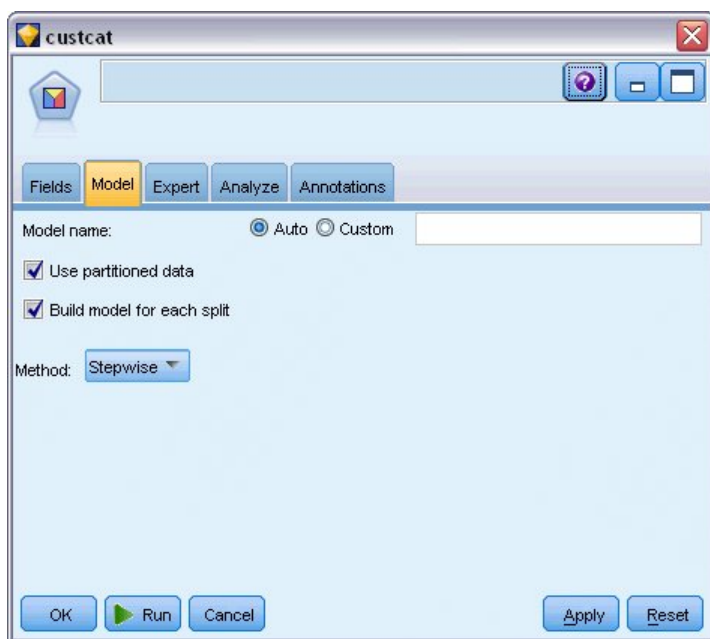 custcat
Fields Model Expert Analyze Annotations
Model name: Auto Custom
Use partitioned data
Build model for each split
Method: Stepwise
OK Run Cancel Apply Reset